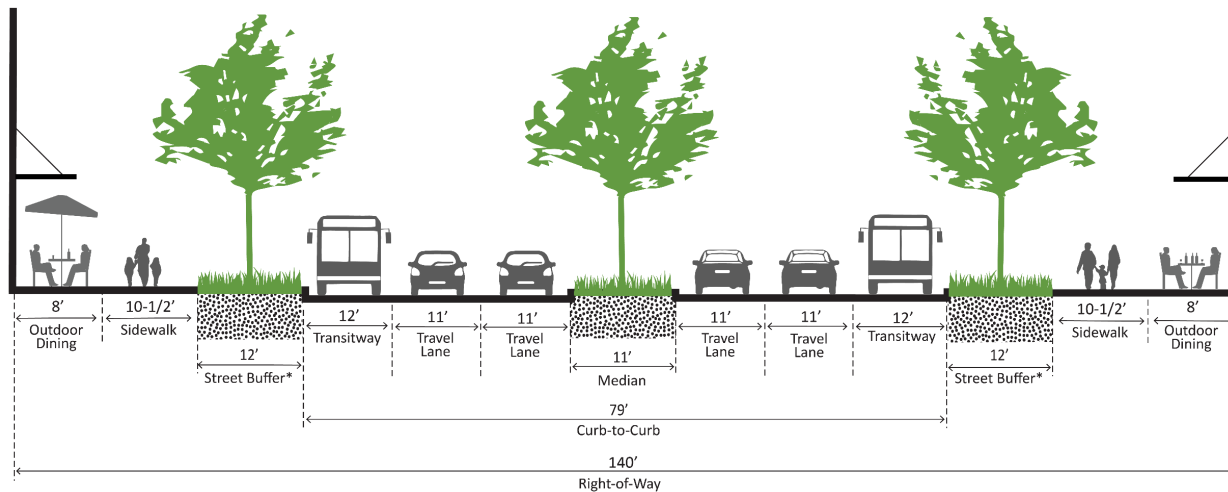 8’
Outdoor
Dining
10-1/2’
Sidewalk
12’
Street Buffer*
12’
Transitway
11’
Travel
Lane
11’
Travel
Lane
11’
Median
11’
Travel
Lane
11’
Travel
Lane
12’
Transitway
12’
Street Buffer*
10-1/2’
Sidewalk
8’
Outdoor
Dining
79’
Curb-to-Curb
140’
Right-of-Way